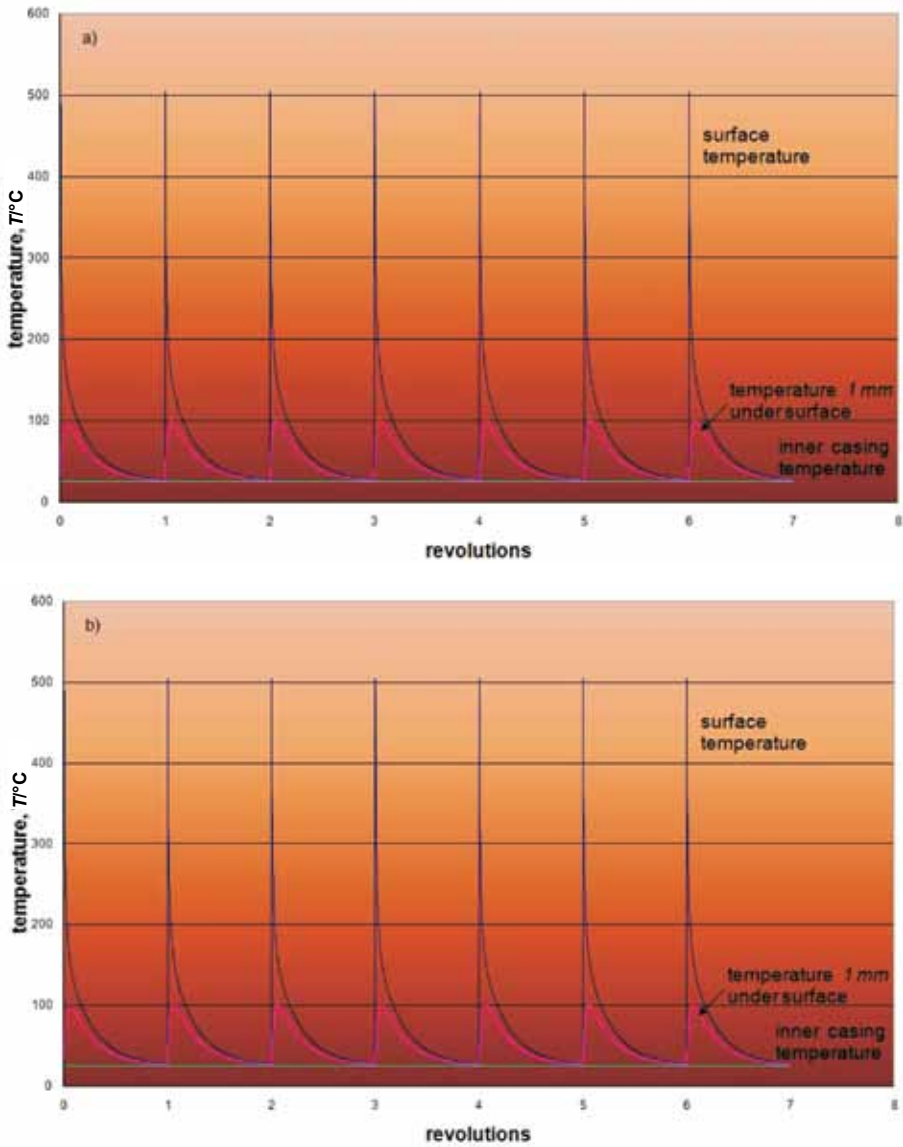 600
a)
500
surface
temperature
400
temperature, T/°C
300
200
temperature 1 mm
under surface
100
inner casing
temperature
0
0 1 2 3 4 5 6 7 8
revolutions
600
b)
500
surface
temperature
400
temperature, T/°C
300
200
temperature 1 mm
under surface
100
inner casing
temperature
0
0 1 2 3 4 5 6 7 8
revolutions